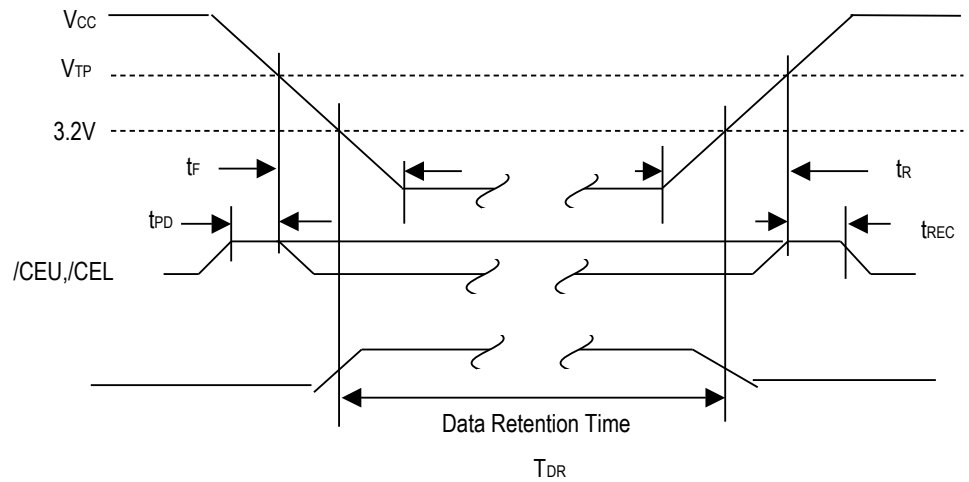 VCC
VTP
3.2V
tF
tR
tPD
tREC
/CEU,/CEL
Data Retention Time
TDR